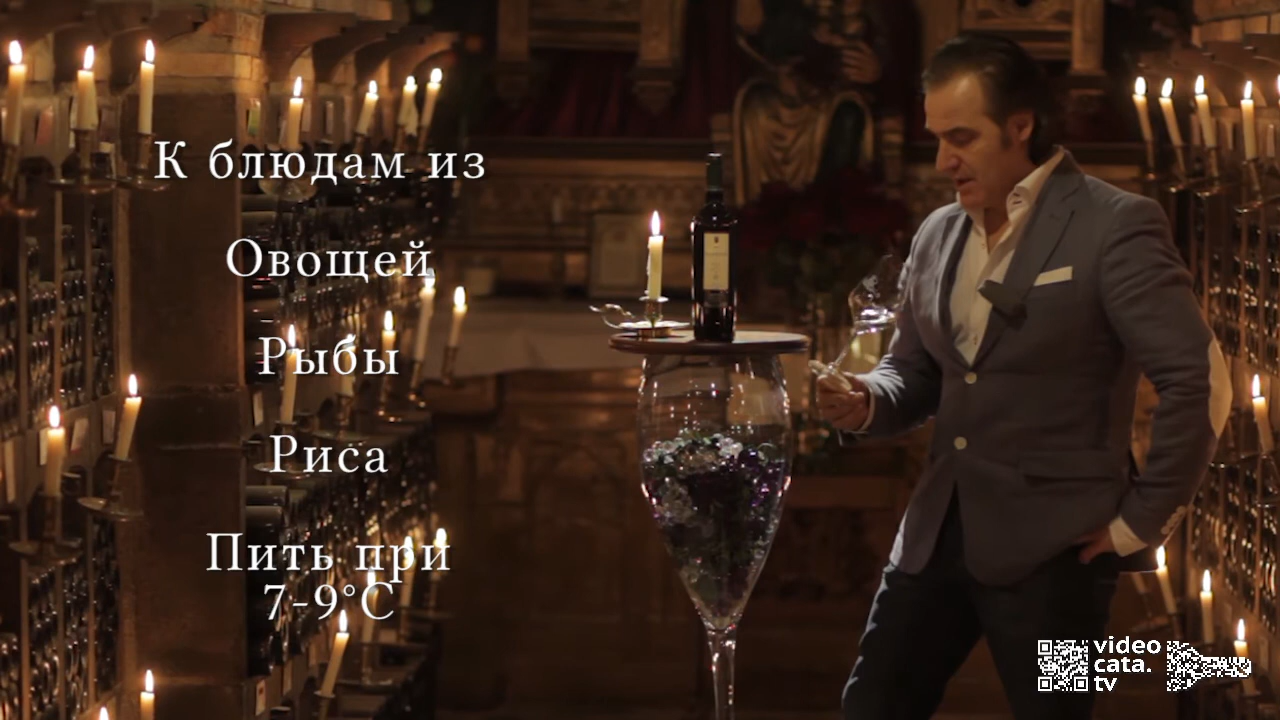 К блюдам из
Овощей
Рыбы
Риса
Пить при
7-9°C
video
cata.
tv